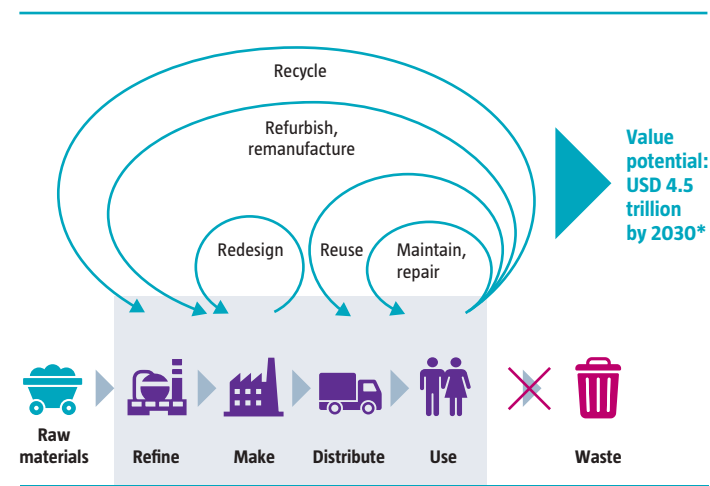 Recycle
Refurbish,
remanufacture
Value
potential:
USD 4.5
trillion
by 2030*
Redesign
Reuse
Maintain,
repair
Raw
materials
Refine
Make
Distribute
Use
Waste